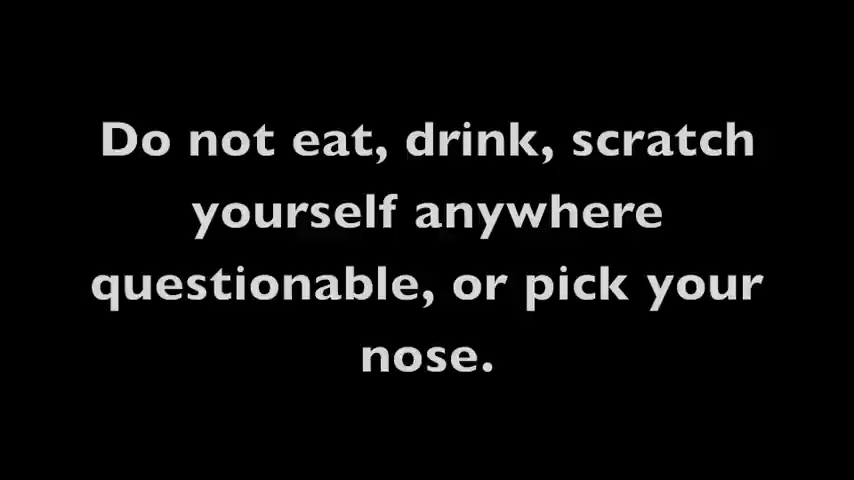 Do not eat, drink, scratch
yourself anywhere
questionable, or pick your
nose.